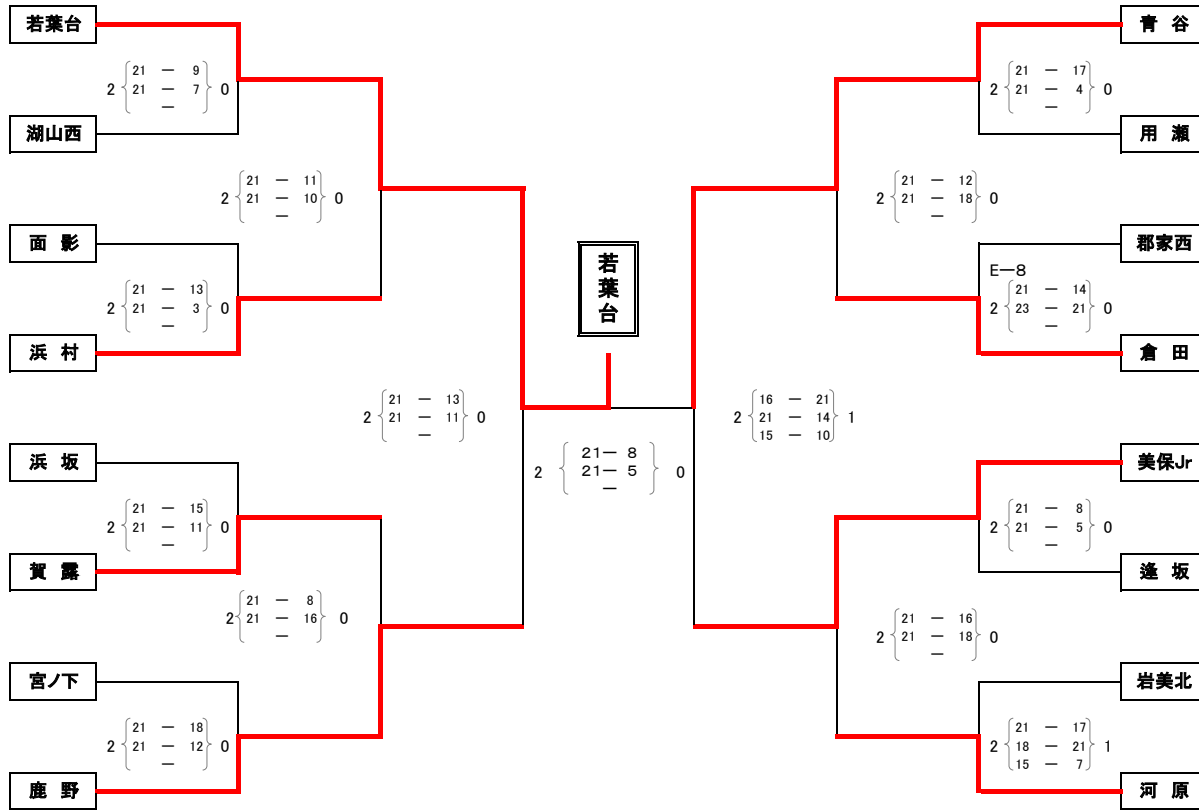 若葉台
2 21 — 9 0
21 — 7
—
湖山西
2 21 — 11 0
21 — 10
—
面 影
2 21 — 13 0
21 — 3
—
浜 村
2 21 — 13 0
21 — 11
—
浜 坂
2 21 — 15 0
21 — 11
—
賀 露
2 21 — 8 0
21 — 16
—
宮ノ下
2 21 — 18 0
21 — 12
—
鹿 野
若葉台
2 21— 8 0
21— 5
—
青 谷
2 21 — 17 0
21 — 4
—
用 瀬
2 21 — 12 0
21 — 18
—
郡家西
E—8
2 21 — 14 0
23 — 21
—
倉 田
2 16 — 21 1
21 — 14
15 — 10
美保Jr
2 21 — 8 0
21 — 5
—
逢 坂
2 21 — 16 0
21 — 18
—
岩美北
2 21 — 17 1
18 — 21
15 — 7
河 原